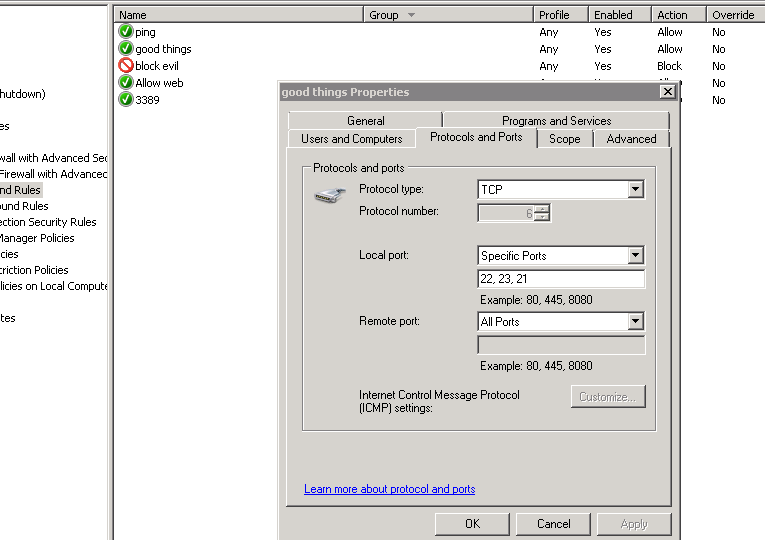 Name Group Profile Enabled Action Override
ping Any Yes Allow No
good things Any Yes Allow No
block evil Any Yes Block No
Allow web No
3389 No
hutdown)
es
wall with Advanced Sec
Firewall with Advanced
nd Rules
ound Rules
ection Security Rules
Manager Policies
cies
triction Policies
licies on Local Compute
tes
good things Properties
General Programs and Services
Users and Computers Protocols and Ports Scope Advanced
Protocols and ports
Protocol type: TCP
Protocol number: 6
Local port: Specific Ports
22, 23, 21
Example: 80, 445, 8080
Remote port: All Ports
Example: 80, 445, 8080
Internet Control Message Protocol
(ICMP) settings: Customize...
Learn more about protocol and ports
OK Cancel Apply